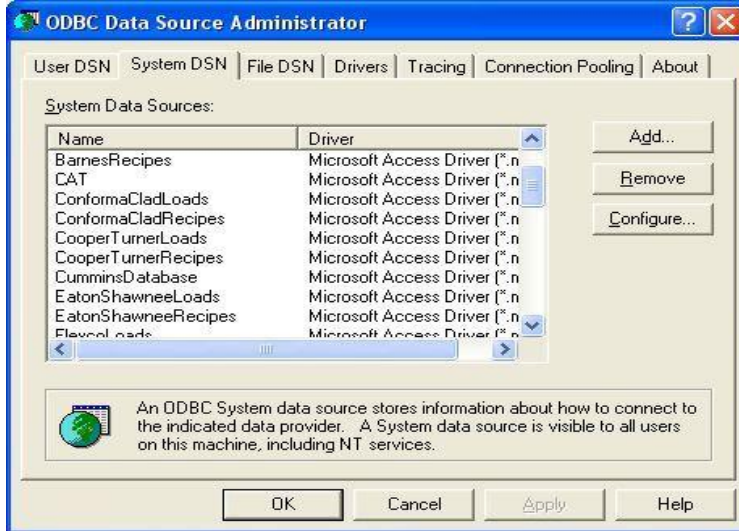 ODBC Data Source Administrator
User DSN System DSN File DSN Drivers Tracing Connection Pooling About
System Data Sources:
Name Driver
BarnesRecipes Microsoft Access Driver (*.n
CAT Microsoft Access Driver (*.n
ConformaCladLoads Microsoft Access Driver (*.n
ConformaCladRecipes Microsoft Access Driver (*.n
CooperTurnerLoads Microsoft Access Driver (*.n
CooperTurnerRecipes Microsoft Access Driver (*.n
CumminsDatabase Microsoft Access Driver (*.n
EatonShawneeLoads Microsoft Access Driver (*.n
EatonShawneeRecipes Microsoft Access Driver (*.n
FlexcoLoads Microsoft Access Driver (*.n
Add...
Remove
Configure...
An ODBC System data source stores information about how to connect to
the indicated data provider. A System data source is visible to all users
on this machine, including NT services.
OK Cancel Apply Help